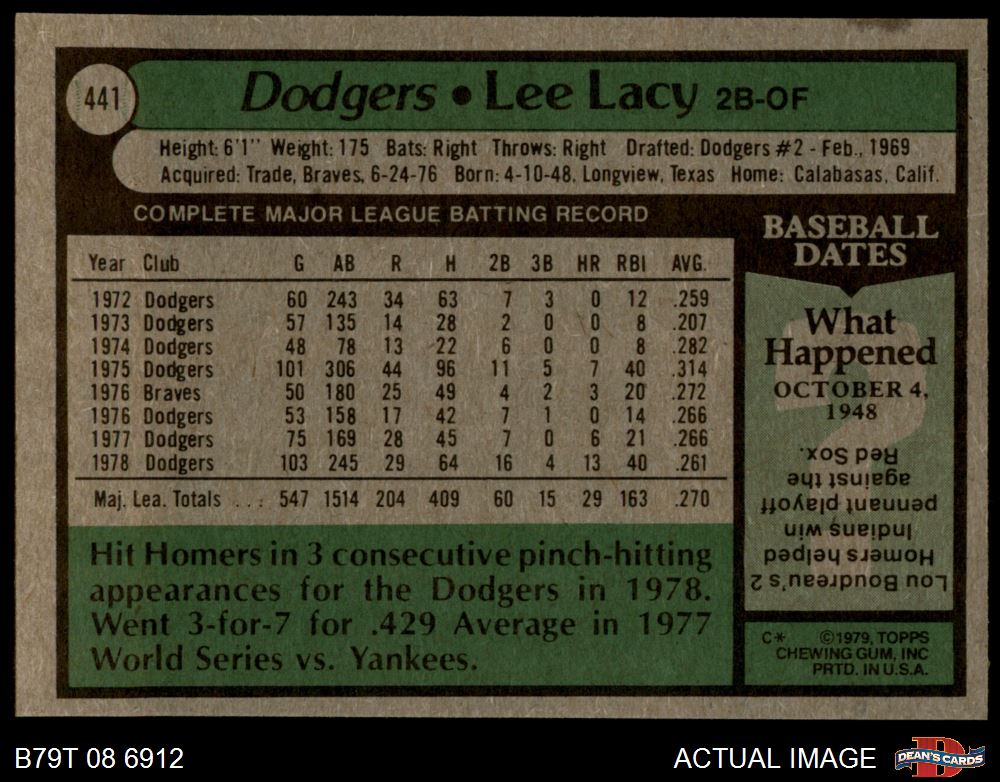 441
Dodgers • Lee Lacy 2B-OF
Height: 6'1" Weight: 175 Bats: Right Throws: Right Drafted: Dodgers #2 - Feb., 1969
Acquired: Trade, Braves, 6-24-76 Born: 4-10-48, Longview, Texas Home: Calabasas, Calif.
COMPLETE MAJOR LEAGUE BATTING RECORD
Year Club G AB R H 2B 3B HR RBI AVG.
1972 Dodgers 60 243 34 63 7 3 0 12 .259
1973 Dodgers 57 135 14 28 2 0 0 8 .207
1974 Dodgers 48 78 13 22 6 0 0 8 .282
1975 Dodgers 101 306 44 96 11 5 7 40 .314
1976 Braves 50 180 25 49 4 2 3 20 .272
1976 Dodgers 53 158 17 42 7 1 0 14 .266
1977 Dodgers 75 169 28 45 7 0 6 21 .266
1978 Dodgers 103 245 29 64 16 4 13 40 .261
Maj. Lea. Totals . . . 547 1514 204 409 60 15 29 163 .270
Hit Homers in 3 consecutive pinch-hitting
appearances for the Dodgers in 1978.
Went 3-for-7 for .429 Average in 1977
World Series vs. Yankees.
BASEBALL
DATES
What
Happened
OCTOBER 4,
1948
Lou Boudreau's 2
Homers helped
Indians win
pennant playoff
against the
Red Sox.
C* ©1979, TOPPS
CHEWING GUM, INC
PRTD. IN U.S.A.
B79T 08 6912
ACTUAL IMAGE
DEAN'S CARDS